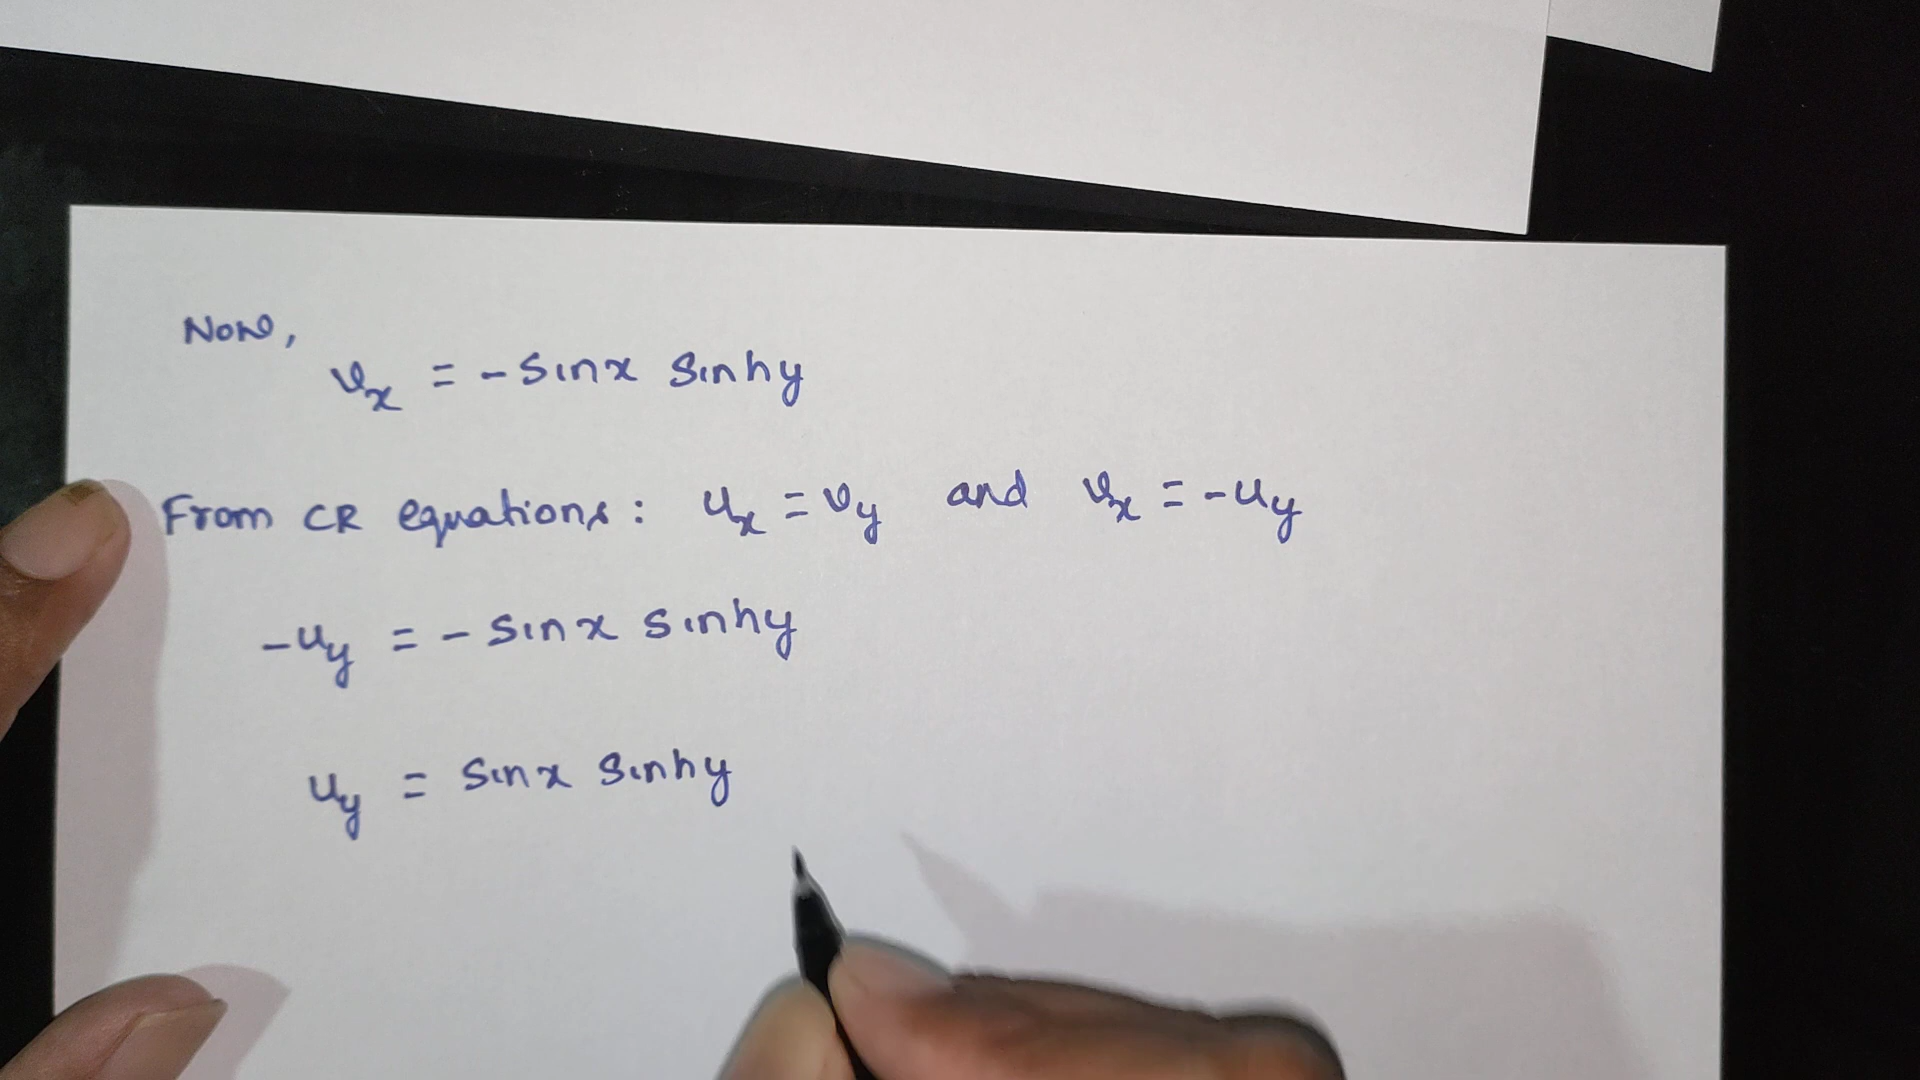 Now,
vx = - sinx sinhy
From CR equations: ux = vy and vx = -uy
-uy = - sinx sinhy
uy = sinx sinhy